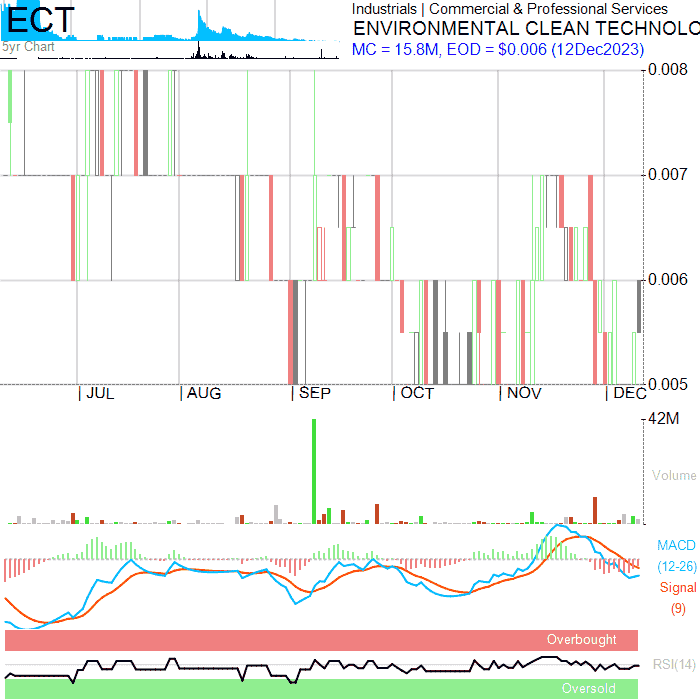 ECT
5yr Chart
Industrials | Commercial & Professional Services
ENVIRONMENTAL CLEAN TECHNOLO
MC = 15.8M, EOD = $0.006 (12Dec2023)
0.008
0.007
0.006
0.005
| JUL | AUG | SEP | OCT | NOV | DEC
42M
Volume
MACD
(12-26)
Signal
(9)
Overbought
RSI(14)
Oversold